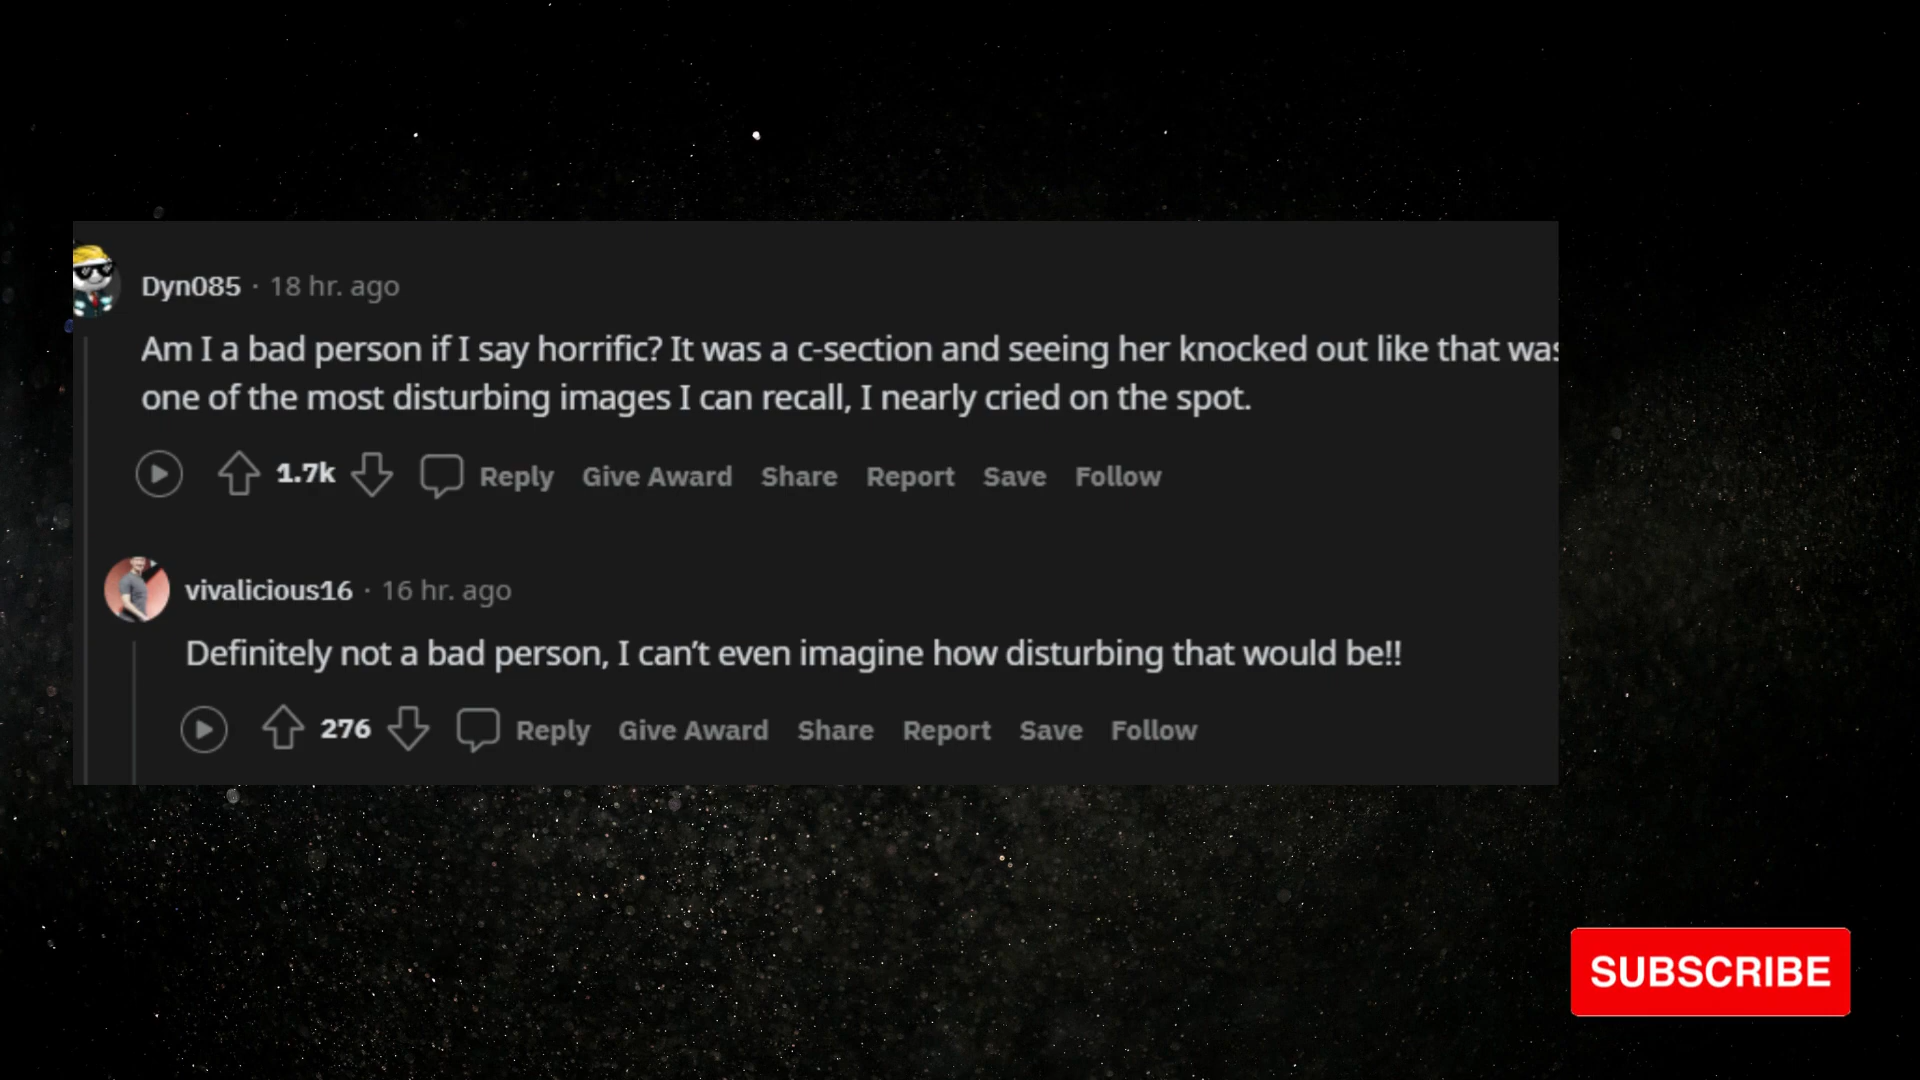 Dyn085 · 18 hr. ago
Am I a bad person if I say horrific? It was a c-section and seeing her knocked out like that was
one of the most disturbing images I can recall, I nearly cried on the spot.
1.7k Reply Give Award Share Report Save Follow
vivalicious16 · 16 hr. ago
Definitely not a bad person, I can’t even imagine how disturbing that would be!!
276 Reply Give Award Share Report Save Follow
SUBSCRIBE